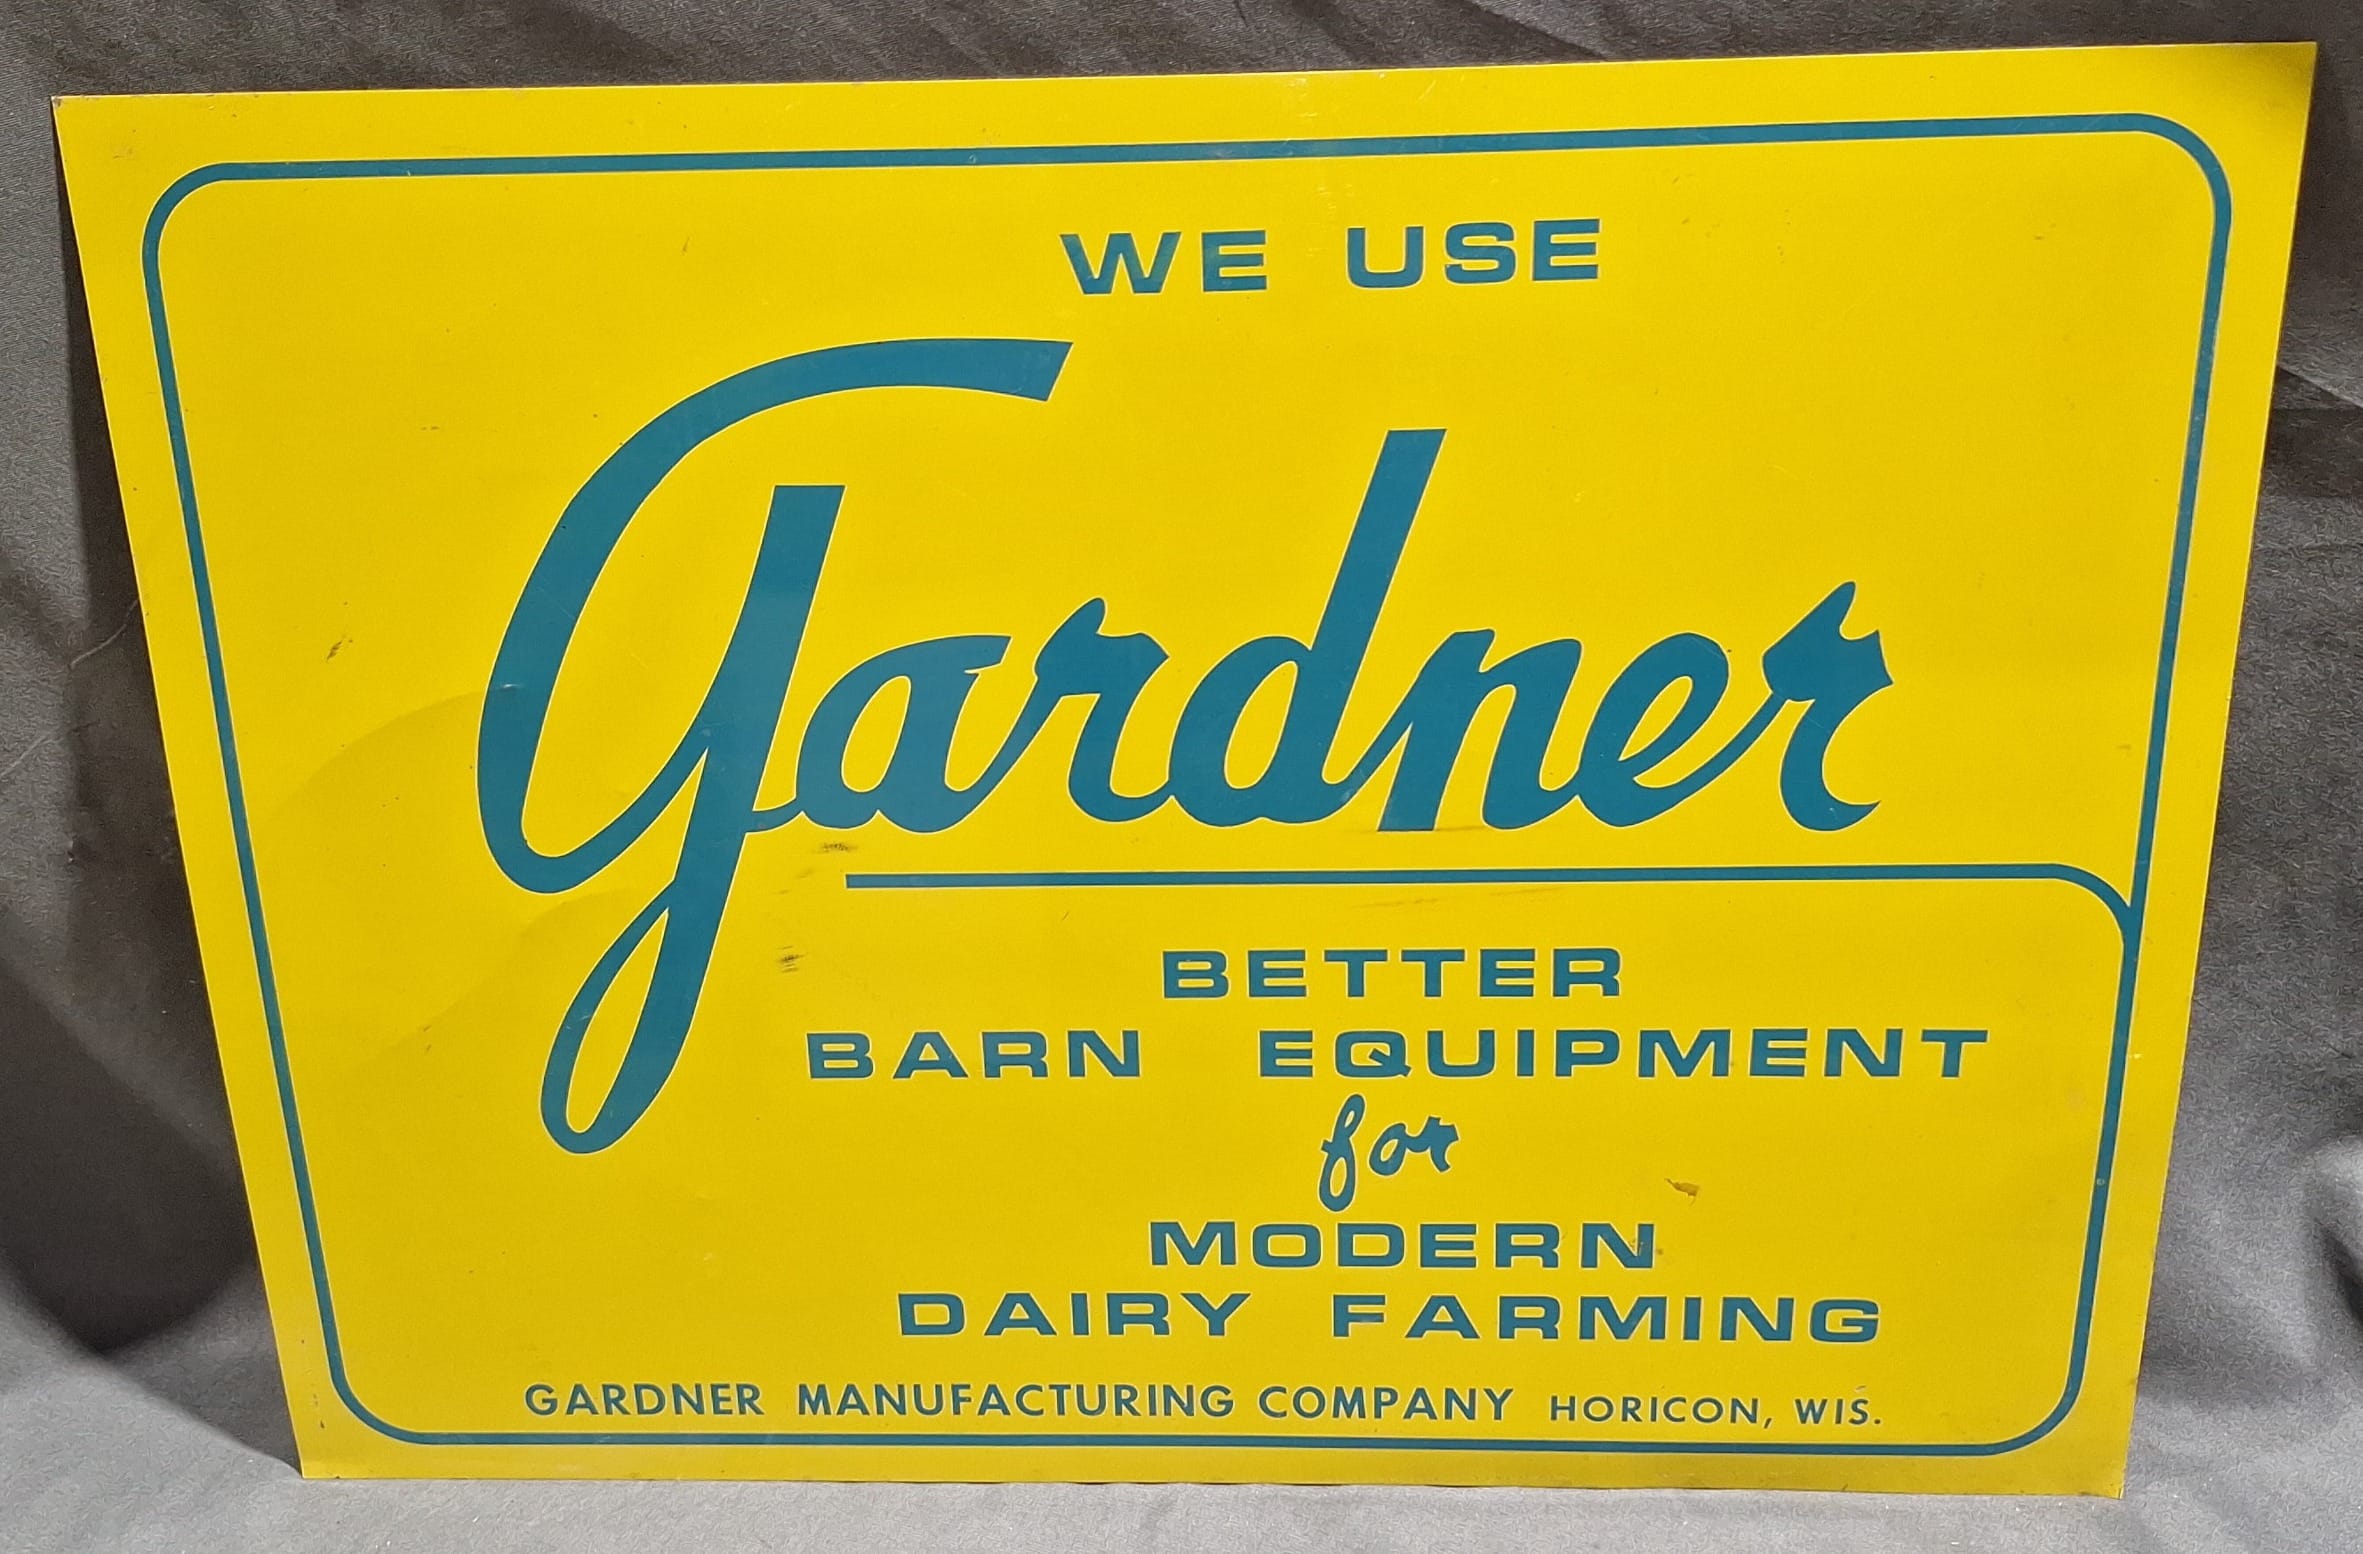 WE USE
Gardner
BETTER
BARN EQUIPMENT
for
MODERN
DAIRY FARMING
GARDNER MANUFACTURING COMPANY HORICON, WIS.